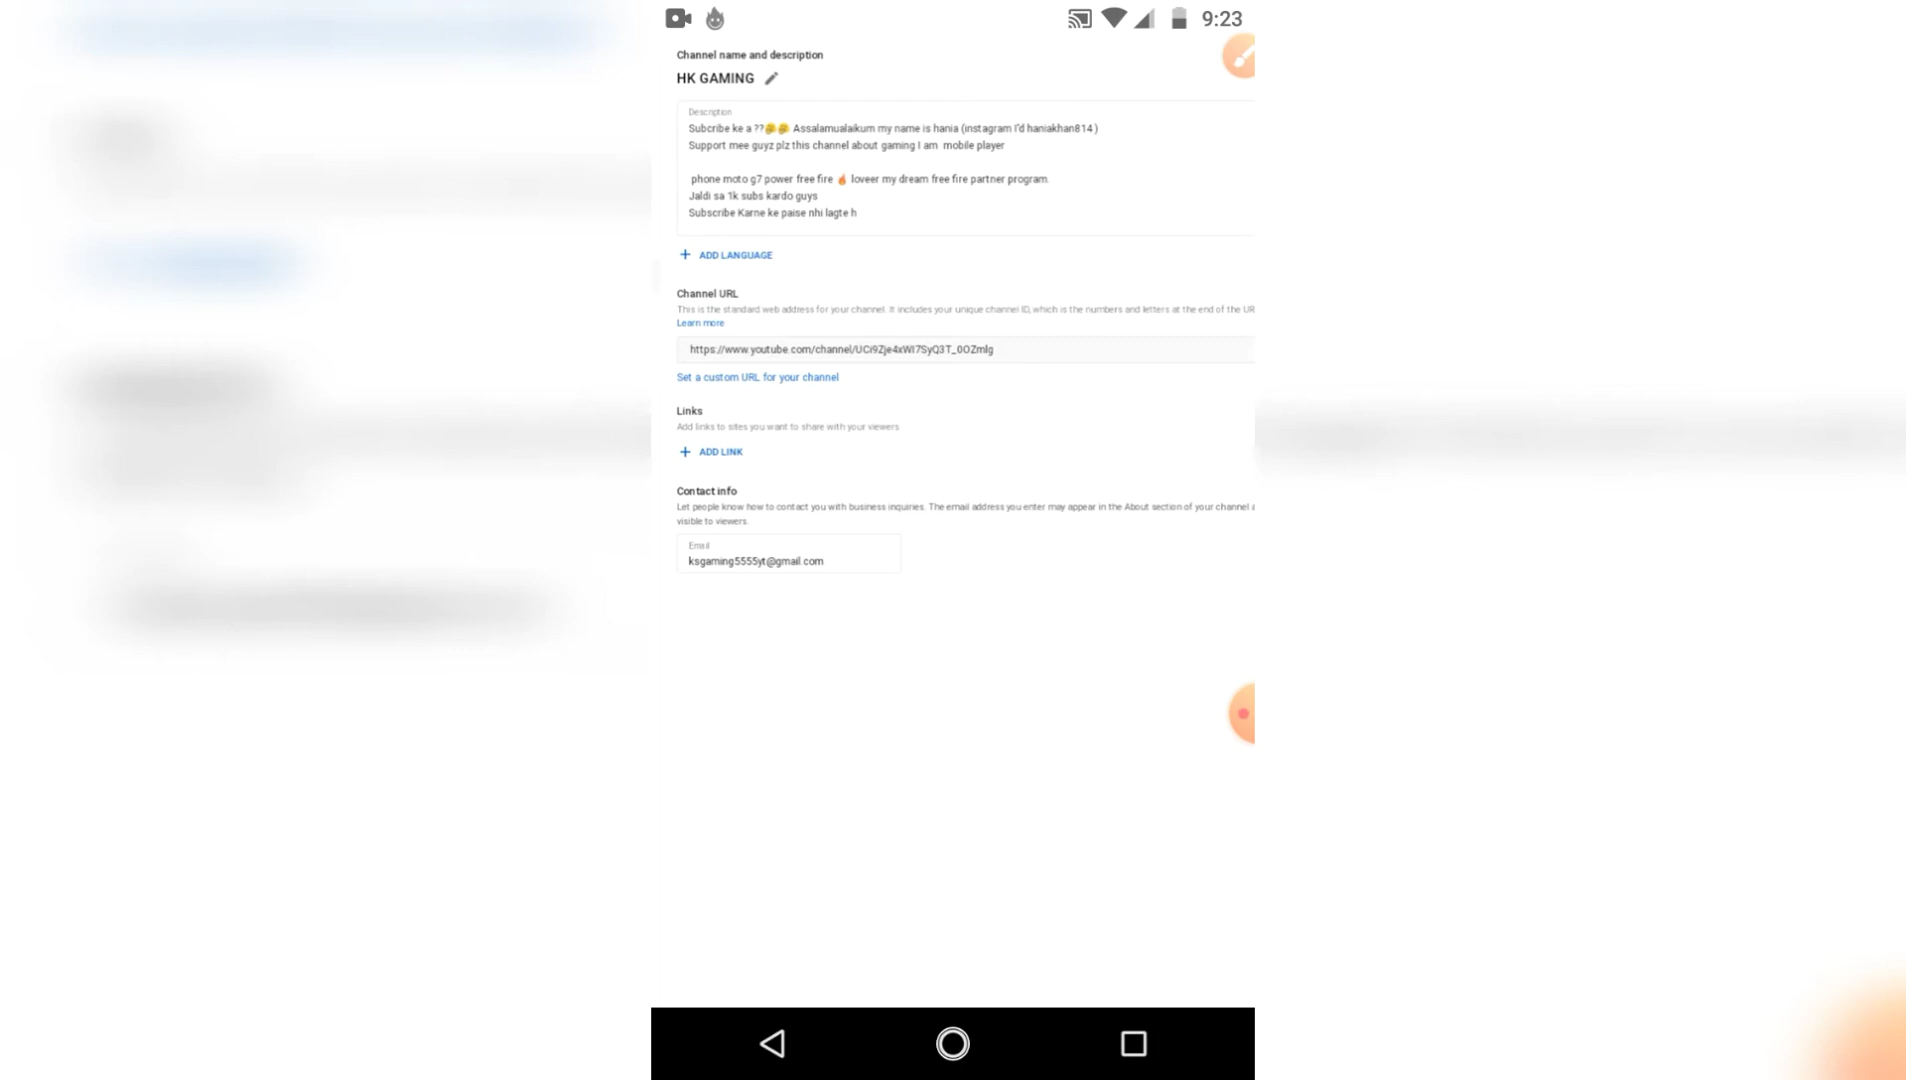 9:23
Channel name and description
HK GAMING
Description
Subcribe ke a ??🤔🤔 Assalamualaikum my name is hania (instagram I'd haniakhan814 )
Support mee guyz plz this channel about gaming I am mobile player
phone moto g7 power free fire 🔥 loveer my dream free fire partner program.
Jaldi sa 1k subs kardo guys
Subscribe Karne ke paise nhi lagte h
+ ADD LANGUAGE
Channel URL
This is the standard web address for your channel. It includes your unique channel ID, which is the numbers and letters at the end of the UR
Learn more
https://www.youtube.com/channel/UCi9Zje4xWI7SyQ3T_0OZmlg
Set a custom URL for your channel
Links
Add links to sites you want to share with your viewers
+ ADD LINK
Contact info
Let people know how to contact you with business inquiries. The email address you enter may appear in the About section of your channel a
visible to viewers.
Email
ksgaming5555yt@gmail.com